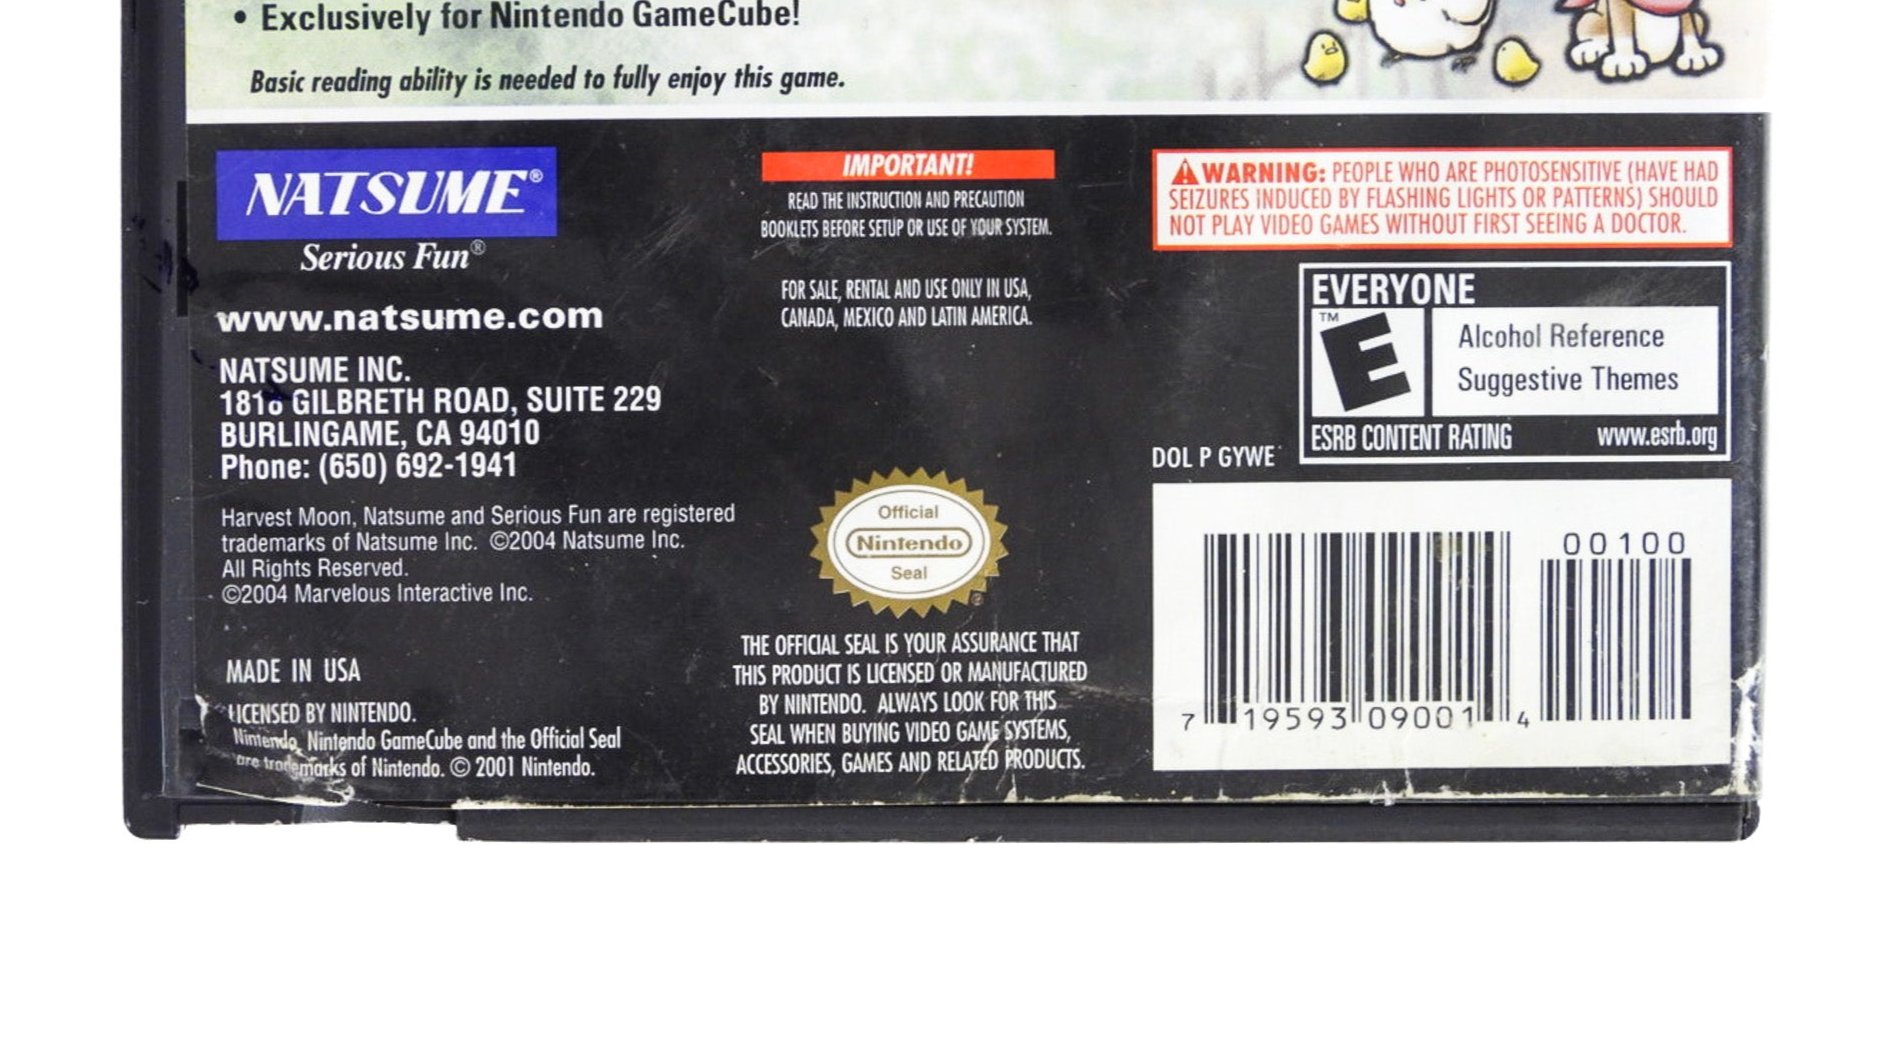 • Exclusively for Nintendo GameCube!
Basic reading ability is needed to fully enjoy this game.
NATSUME®
Serious Fun®
www.natsume.com
NATSUME INC.
1818 GILBRETH ROAD, SUITE 229
BURLINGAME, CA 94010
Phone: (650) 692-1941
Harvest Moon, Natsume and Serious Fun are registered
trademarks of Natsume Inc. ©2004 Natsume Inc.
All Rights Reserved.
©2004 Marvelous Interactive Inc.
MADE IN USA
LICENSED BY NINTENDO.
Nintendo, Nintendo GameCube and the Official Seal
are trademarks of Nintendo. © 2001 Nintendo.
IMPORTANT!
READ THE INSTRUCTION AND PRECAUTION
BOOKLETS BEFORE SETUP OR USE OF YOUR SYSTEM.
FOR SALE, RENTAL AND USE ONLY IN USA,
CANADA, MEXICO AND LATIN AMERICA.
Official
Nintendo
Seal
®
THE OFFICIAL SEAL IS YOUR ASSURANCE THAT
THIS PRODUCT IS LICENSED OR MANUFACTURED
BY NINTENDO. ALWAYS LOOK FOR THIS
SEAL WHEN BUYING VIDEO GAME SYSTEMS,
ACCESSORIES, GAMES AND RELATED PRODUCTS.
WARNING: PEOPLE WHO ARE PHOTOSENSITIVE (HAVE HAD
SEIZURES INDUCED BY FLASHING LIGHTS OR PATTERNS) SHOULD
NOT PLAY VIDEO GAMES WITHOUT FIRST SEEING A DOCTOR.
EVERYONE
™
E
Alcohol Reference
Suggestive Themes
ESRB CONTENT RATING www.esrb.org
DOL P GYWE
00100
7 19593 09001 4